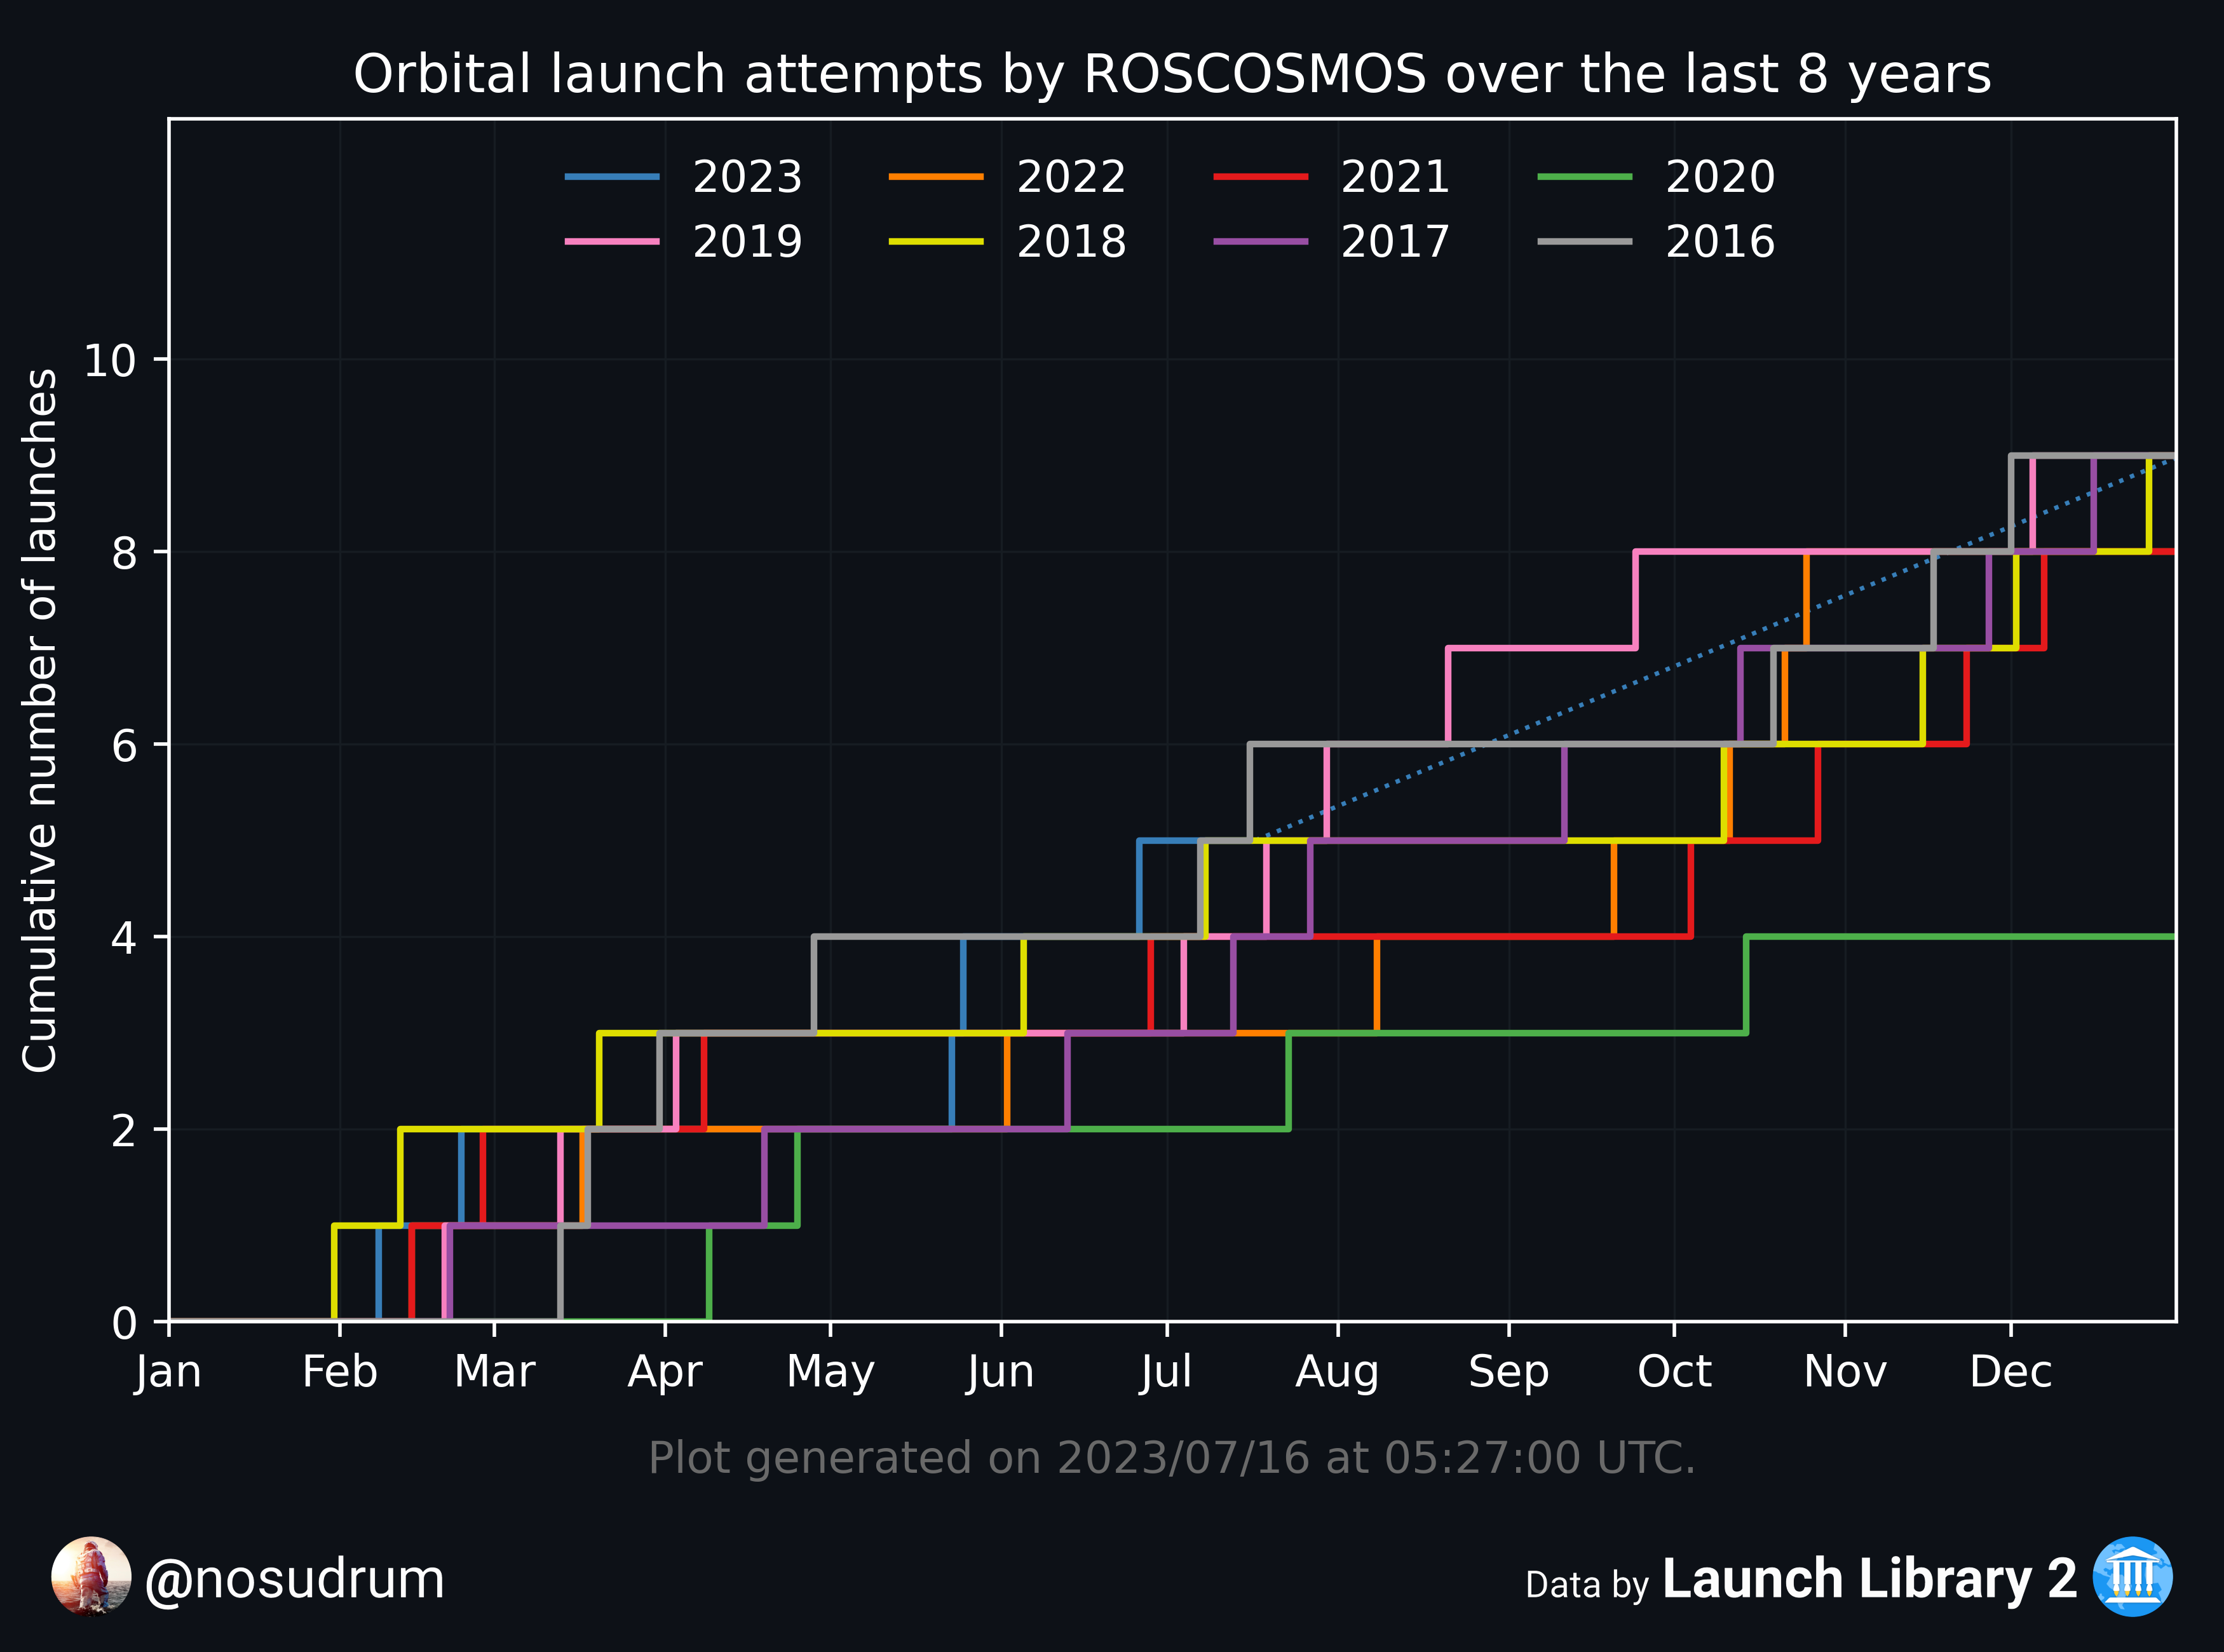 Orbital launch attempts by ROSCOSMOS over the last 8 years
2023 2022 2021 2020
2019 2018 2017 2016
Cumulative number of launches
10
8
6
4
2
0
Jan Feb Mar Apr May Jun Jul Aug Sep Oct Nov Dec
Plot generated on 2023/07/16 at 05:27:00 UTC.
@nosudrum
Data by Launch Library 2